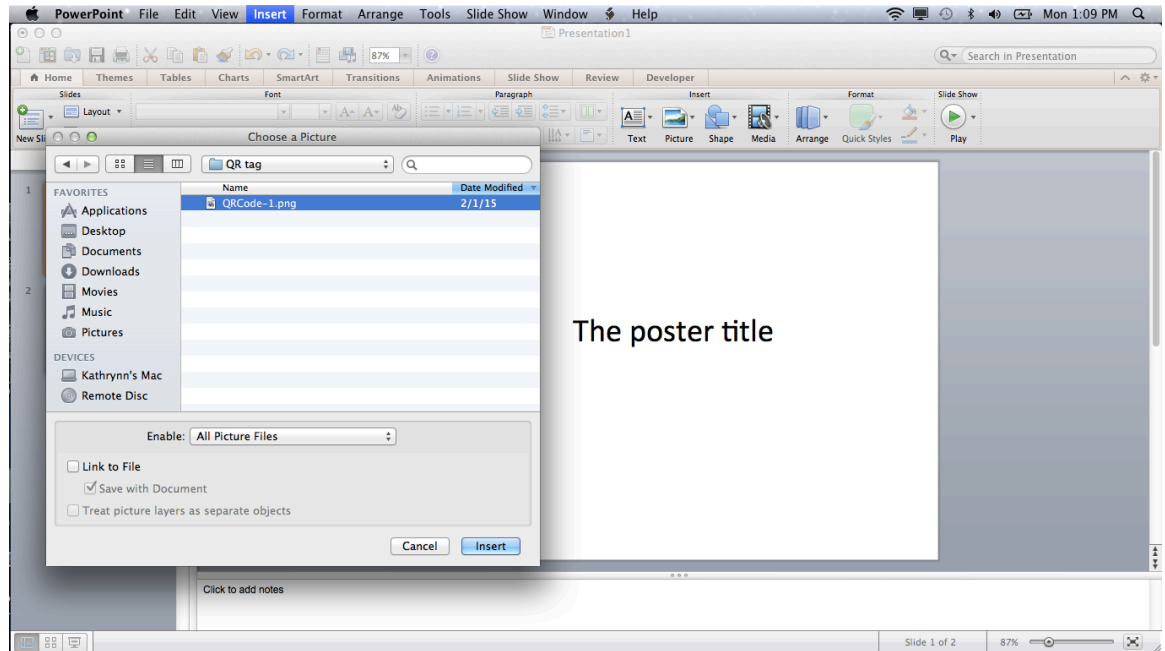 PowerPoint File Edit View Insert Format Arrange Tools Slide Show Window Help Mon 1:09 PM
Presentation1
87% Search in Presentation
Home Themes Tables Charts SmartArt Transitions Animations Slide Show Review Developer
Slides Font Paragraph Insert Format Slide Show
Layout
New Sli Text Picture Shape Media Arrange Quick Styles Play
Choose a Picture
QR tag
FAVORITES Name Date Modified
QRCode-1.png 2/1/15
Applications
Desktop
Documents
Downloads
Movies
Music
Pictures
DEVICES
Kathrynn's Mac
Remote Disc
Enable: All Picture Files
Link to File
Save with Document
Treat picture layers as separate objects
Cancel Insert
1
2
The poster title
Click to add notes
Slide 1 of 2 87%